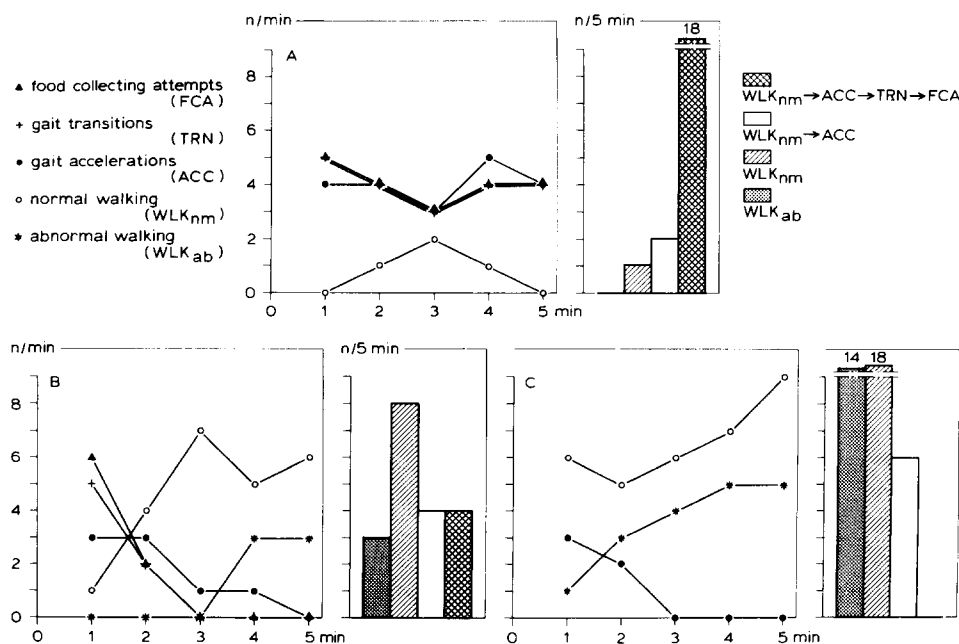 n/min
n/5 min
A
18
8
6
4
2
0
0 1 2 3 4 5 min
▲ food collecting attempts
(FCA)
+ gait transitions
(TRN)
● gait accelerations
(ACC)
○ normal walking
(WLKnm)
* abnormal walking
(WLKab)
WLKnm→ACC→TRN→FCA
WLKnm→ACC
WLKnm
WLKab
n/min
n/5 min
B
8
6
4
2
0
0 1 2 3 4 5 min
C
14 18
0 1 2 3 4 5 min